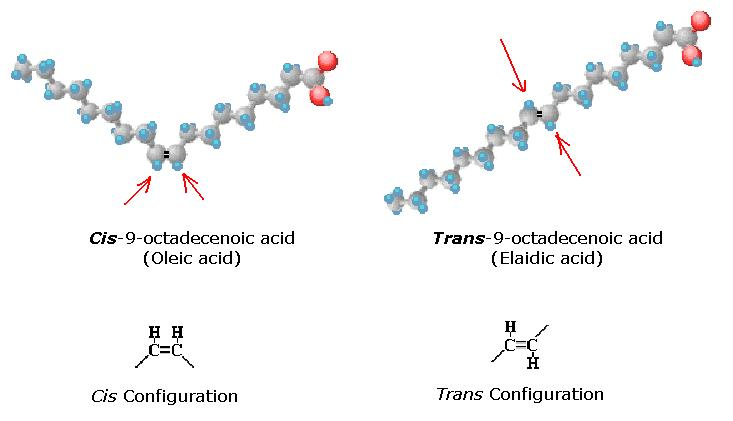 Cis-9-octadecenoic acid
(Oleic acid)
Trans-9-octadecenoic acid
(Elaidic acid)
H H
C=C
Cis Configuration
H
C=C
H
Trans Configuration